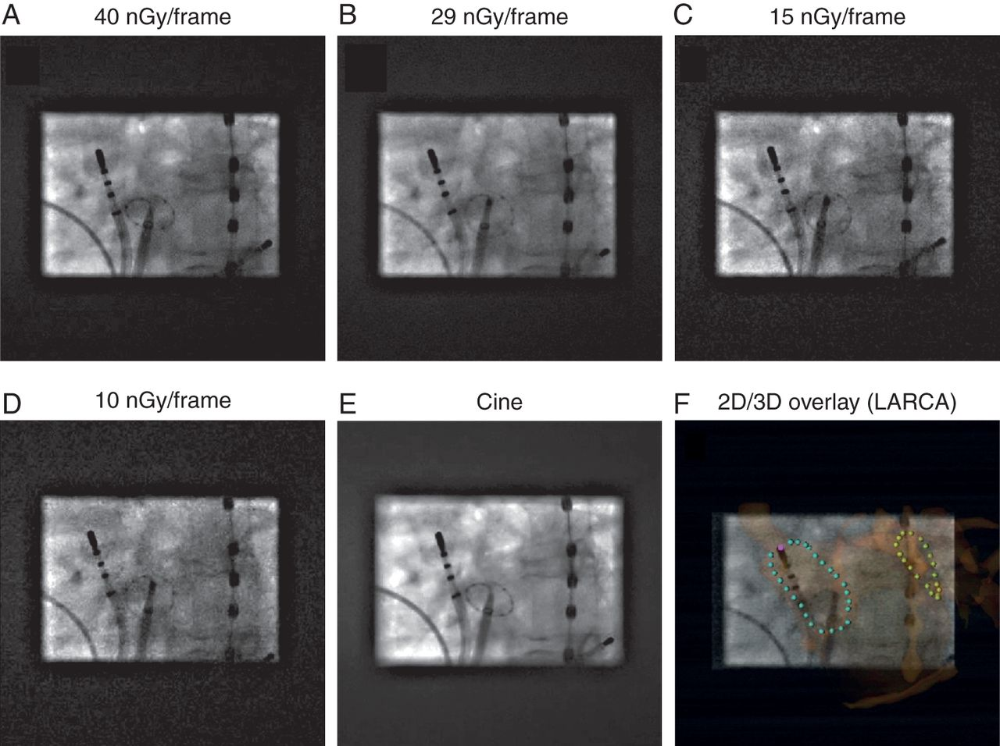 A 40 nGy/frame
B 29 nGy/frame
C 15 nGy/frame
D 10 nGy/frame
E Cine
F 2D/3D overlay (LARCA)